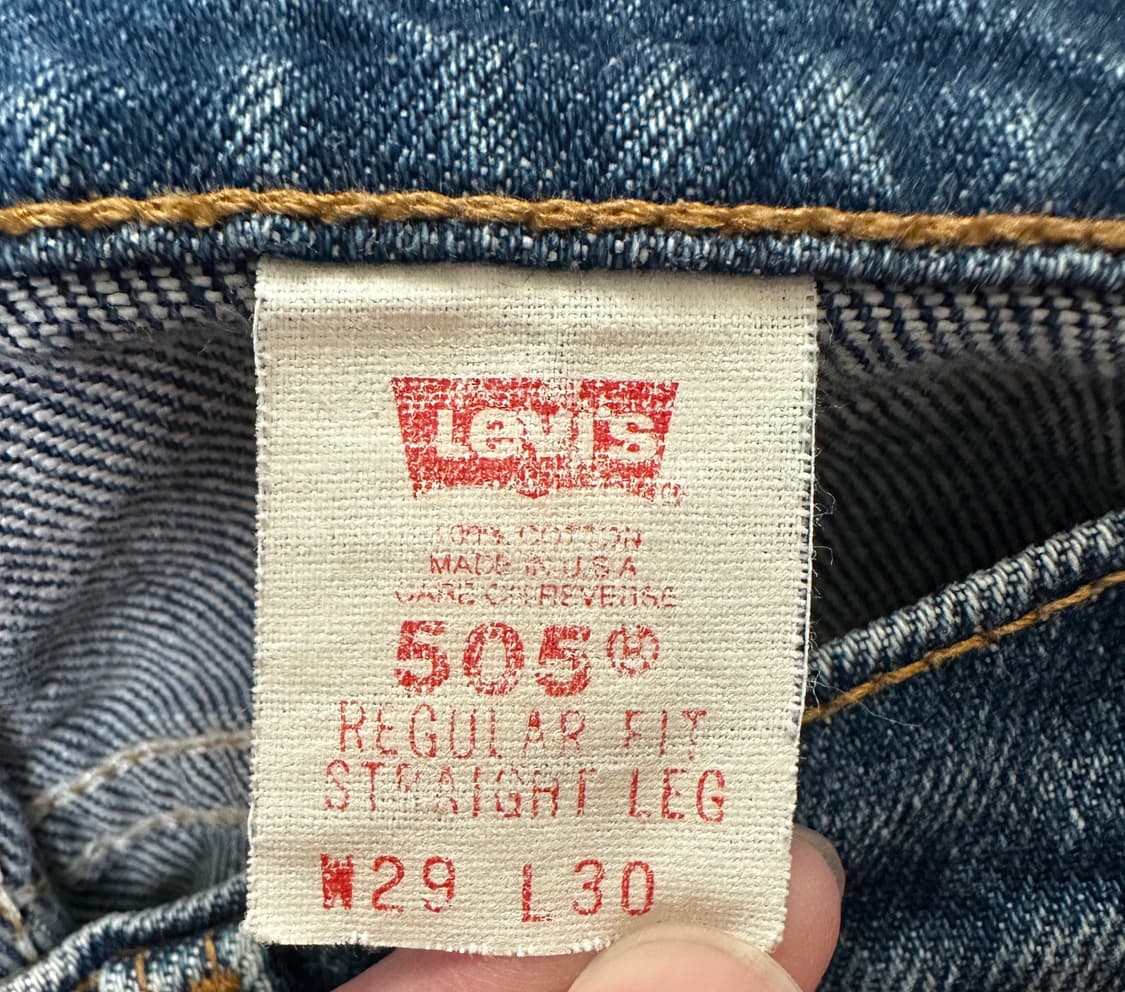 Levi's
100% COTTON
MADE IN U.S.A
CARE ON REVERSE
505®
REGULAR FIT
STRAIGHT LEG
W29 L30